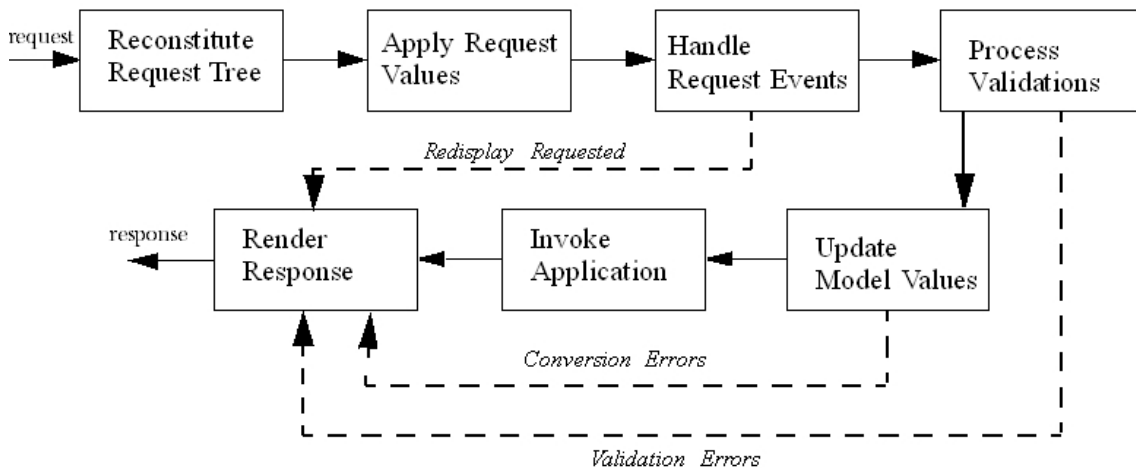 request
Reconstitute
Request Tree
Apply Request
Values
Handle
Request Events
Process
Validations
Redisplay Requested
response
Render
Response
Invoke
Application
Update
Model Values
Conversion Errors
Validation Errors